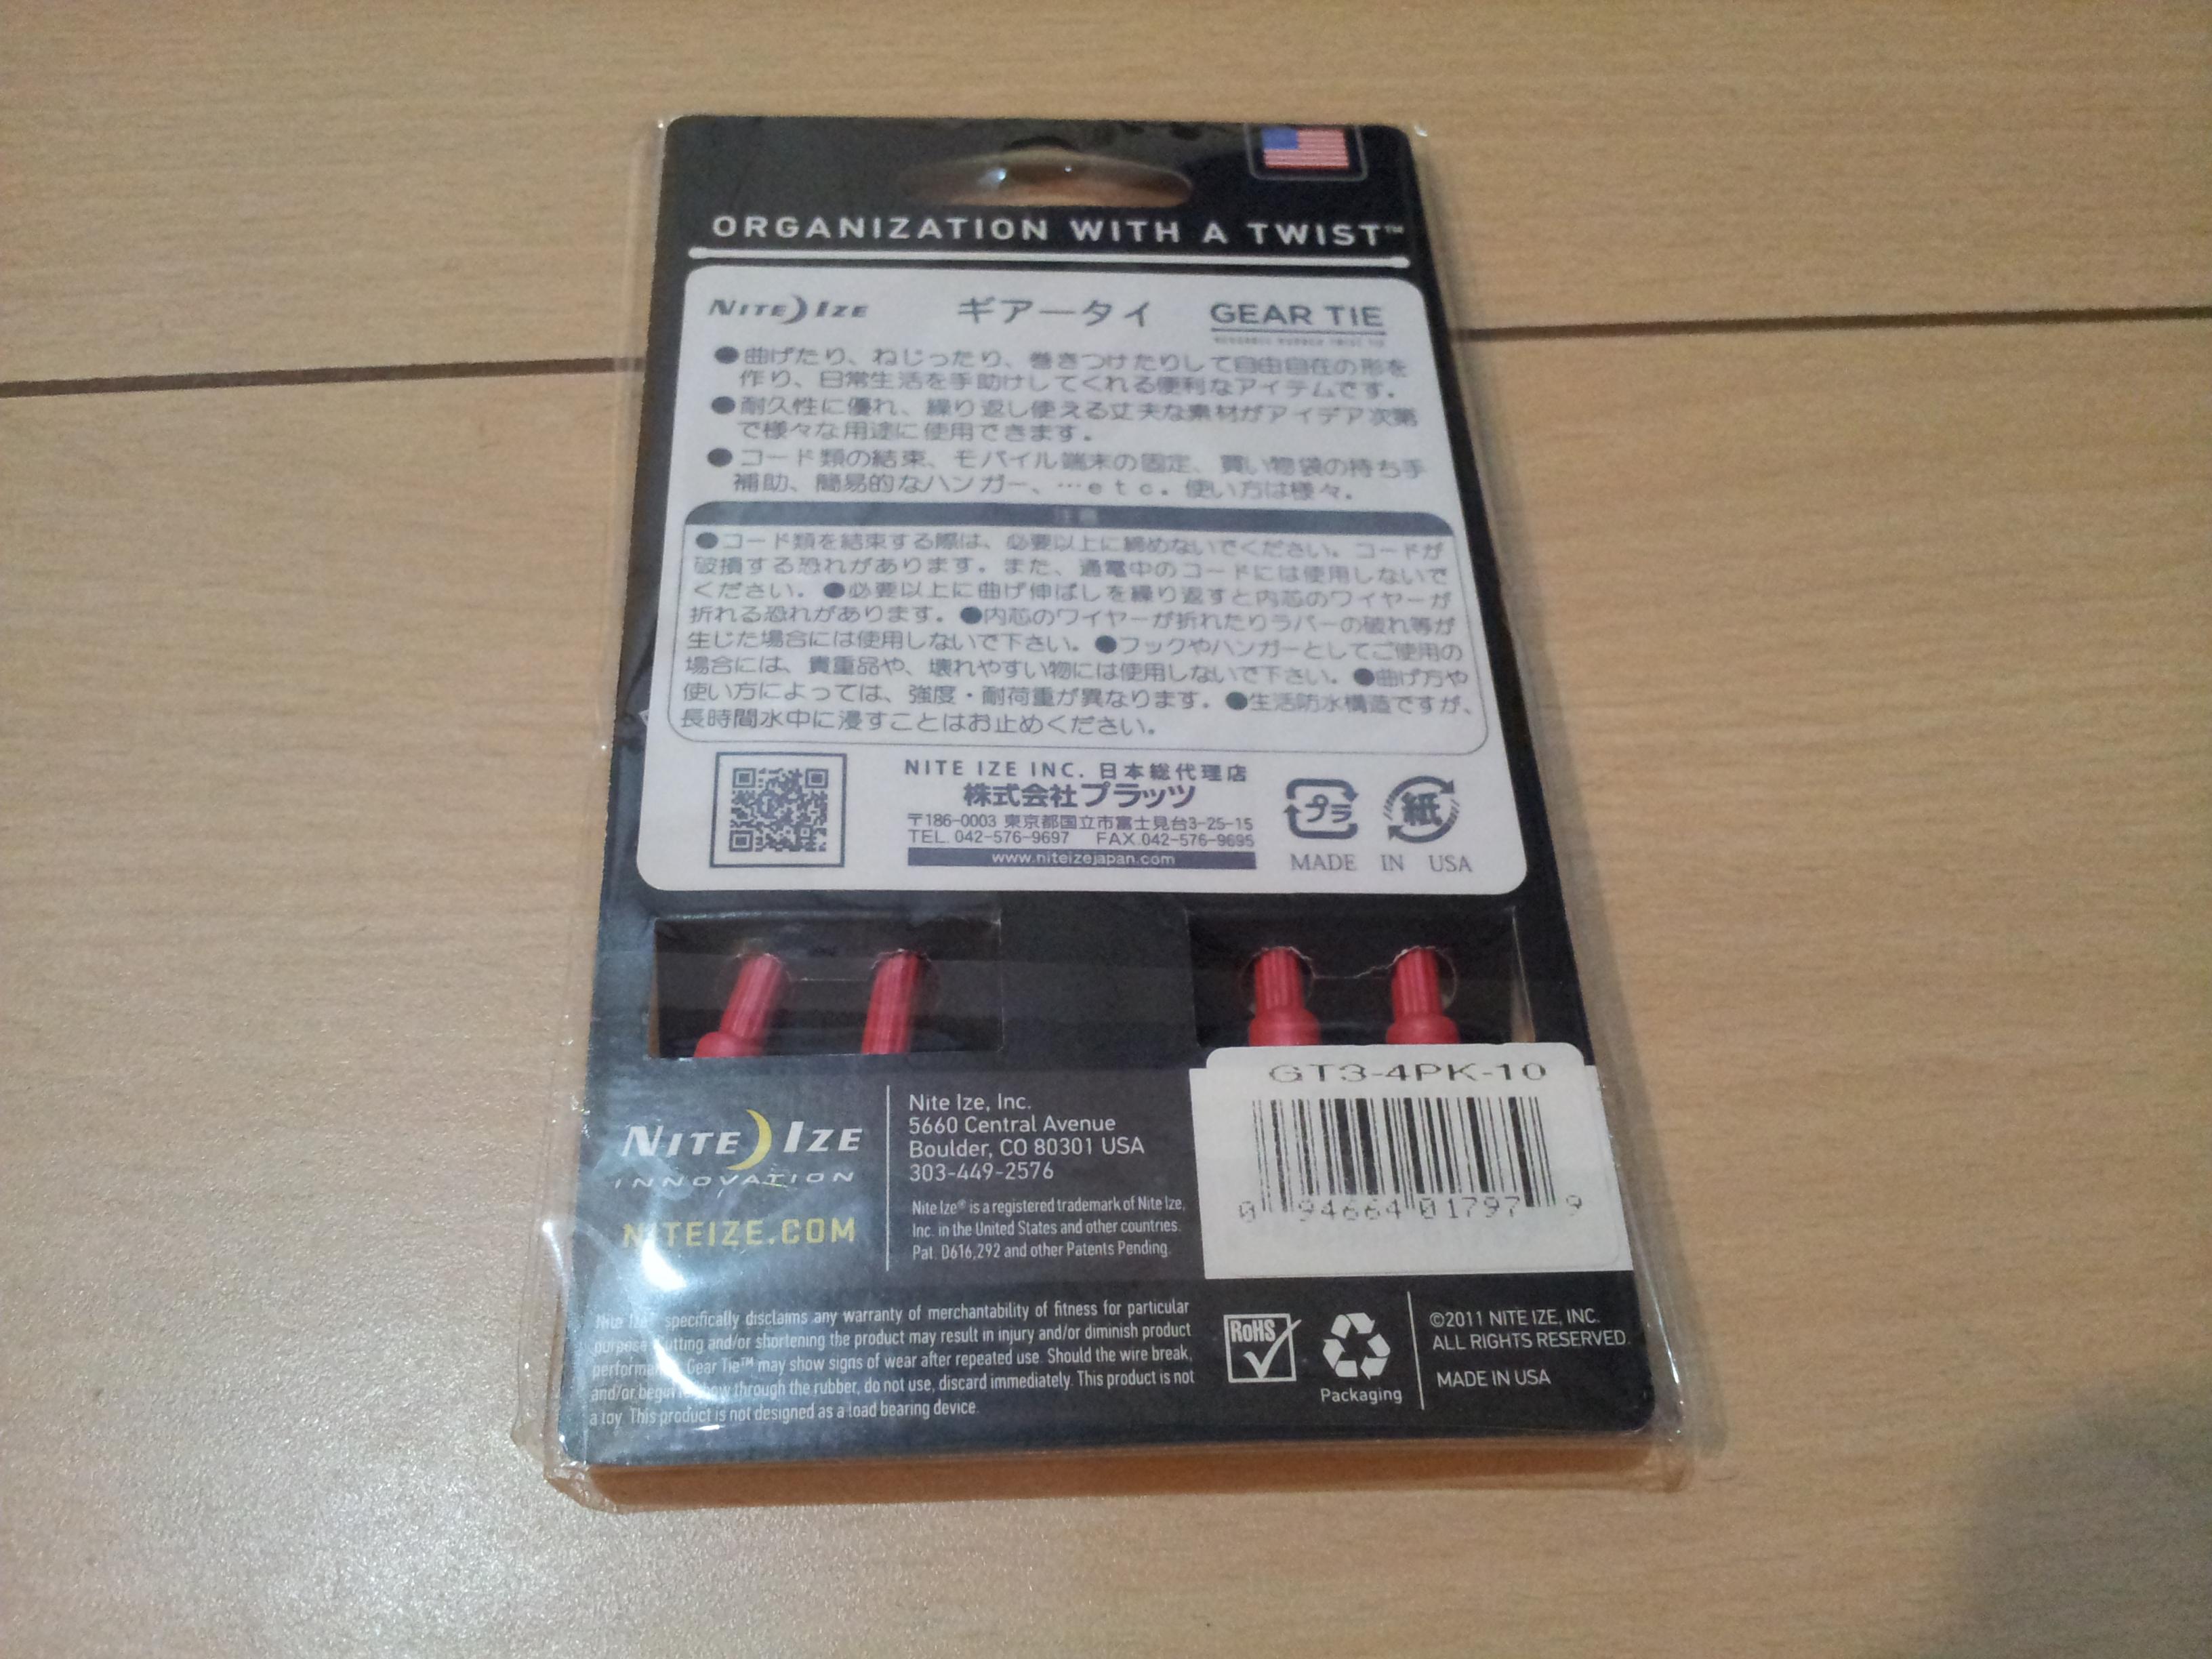 ORGANIZATION WITH A TWIST™
NITE IZE ギアータイ GEAR TIE
●曲げたり、ねじったり、巻きつけたりして自由自在の形を
作り、日常生活を手助けしてくれる便利なアイテムです。
●耐久性に優れ、繰り返し使える丈夫な素材がアイデア次第
で様々な用途に使用できます。
●コード類の結束、モバイル端末の固定、買い物袋の持ち手
補助、簡易的なハンガー、…etc. 使い方は様々。
注意
●コード類を結束する際は、必要以上に締めないでください。コードが
破損する恐れがあります。また、通電中のコードには使用しないで
ください。●必要以上に曲げ伸ばしを繰り返すと内芯のワイヤーが
折れる恐れがあります。●内芯のワイヤーが折れたりラバーの破れ等が
生じた場合には使用しないで下さい。●フックやハンガーとしてご使用の
場合には、貴重品や、壊れやすい物には使用しないで下さい。●曲げ方や
使い方によっては、強度・耐荷重が異なります。●生活防水構造ですが、
長時間水中に浸すことはお止めください。
NITE IZE INC. 日本総代理店
株式会社プラッツ
〒186-0003 東京都国立市富士見台3-25-15
TEL. 042-576-9697 FAX.042-576-9695
www.niteizejapan.com
プラ 紙
MADE IN USA
GT3-4PK-10
0 94664 01797 9
NITE IZE
INNOVATION
NITEIZE.COM
Nite Ize, Inc.
5660 Central Avenue
Boulder, CO 80301 USA
303-449-2576
Nite Ize® is a registered trademark of Nite Ize,
Inc. in the United States and other countries.
Pat. D616,292 and other Patents Pending.
Nite Ize specifically disclaims any warranty of merchantability of fitness for particular
purpose. Cutting and/or shortening the product may result in injury and/or diminish product
performance. Gear Tie™ may show signs of wear after repeated use. Should the wire break,
and/or begin to show through the rubber, do not use, discard immediately. This product is not
a toy. This product is not designed as a load bearing device.
RoHS
Packaging
©2011 NITE IZE, INC.
ALL RIGHTS RESERVED.
MADE IN USA